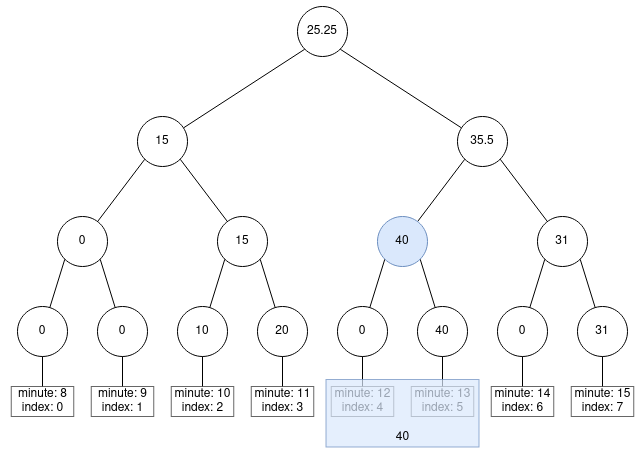 25.25
15
35.5
0
15
40
31
0
0
10
20
0
40
0
31
minute: 8
index: 0
minute: 9
index: 1
minute: 10
index: 2
minute: 11
index: 3
minute: 12
index: 4
minute: 13
index: 5
minute: 14
index: 6
minute: 15
index: 7
40